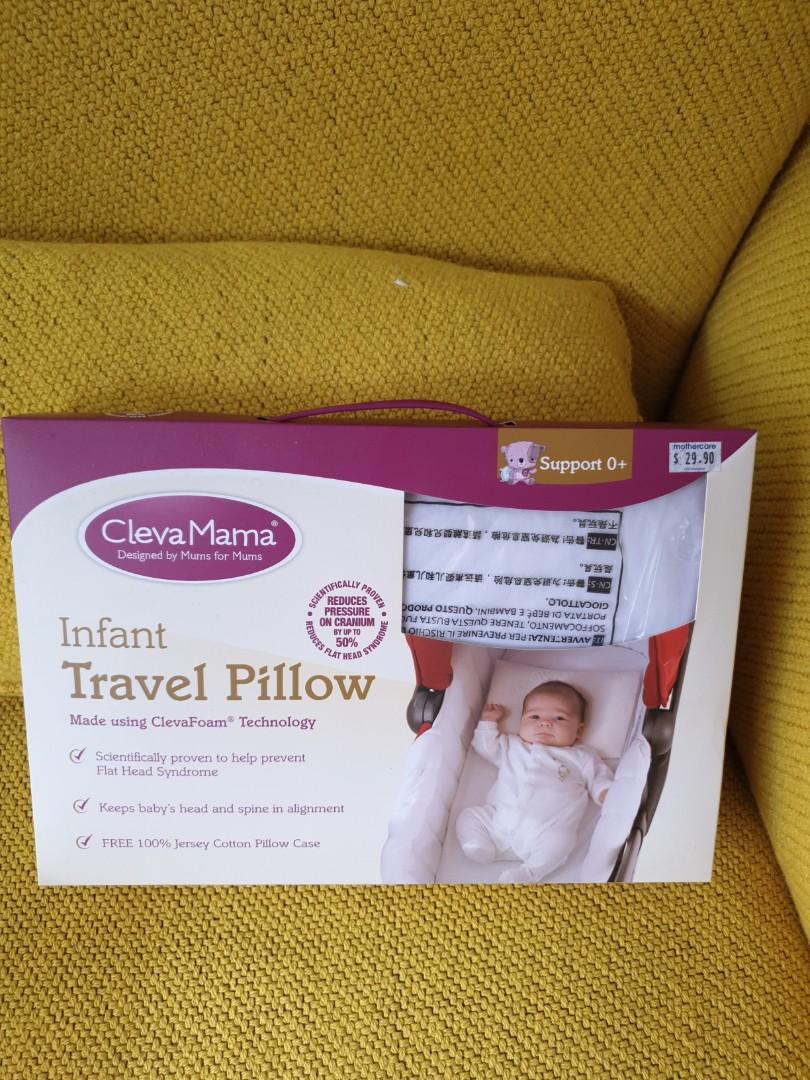 Support 0+
mothercare
$ 29.90
ClevaMama®
Designed by Mums for Mums
SCIENTIFICALLY PROVEN
REDUCES
PRESSURE
ON CRANIUM
BY UP TO
50%
REDUCES FLAT HEAD SYNDROME
Infant
Travel Pillow
Made using ClevaFoam® Technology
Scientifically proven to help prevent
Flat Head Syndrome
Keeps baby's head and spine in alignment
FREE 100% Jersey Cotton Pillow Case
IT AVVERTENZA! PER PREVENIRE IL RISCHIO
SOFFOCAMENTO, TENERE QUESTA BUSTA FUO
PORTATA DI BEBÈ E BAMBINI. QUESTO PRODO
GIOCATTOLO.